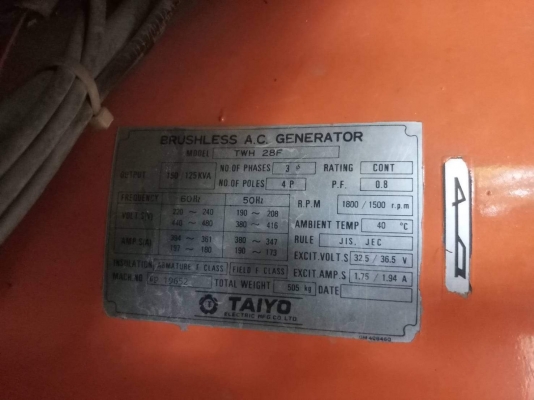 BRUSHLESS A.C. GENERATOR
MODEL TWH 28F
OUTPUT 150 / 125 KVA NO.OF PHASES 3 φ RATING CONT
NO.OF POLES 4 P P.F. 0.8
FREQUENCY 60Hz 50Hz R.P.M 1800 / 1500 r.p.m
VOLT.S 220 ~ 240 190 ~ 208
440 ~ 480 380 ~ 416 AMBIENT TEMP 40 °C
AMP.S 394 ~ 361 380 ~ 347 RULE JIS. JEC
~ 180 190 ~ 173 EXCIT.VOLT S 32.5 / 36.5 V
INSULATION ARMATURE F CLASS FIELD F CLASS EXCIT.AMP.S 1.75 / 1.94 A
MACH.NO TOTAL WEIGHT 505 kg DATE
TAIYO
ELECTRIC MFG CO LTD.